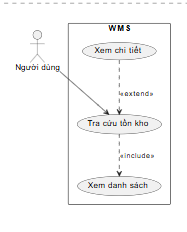 WMS
Xem chi tiết
Người dùng
«extend»
Tra cứu tồn kho
«include»
Xem danh sách